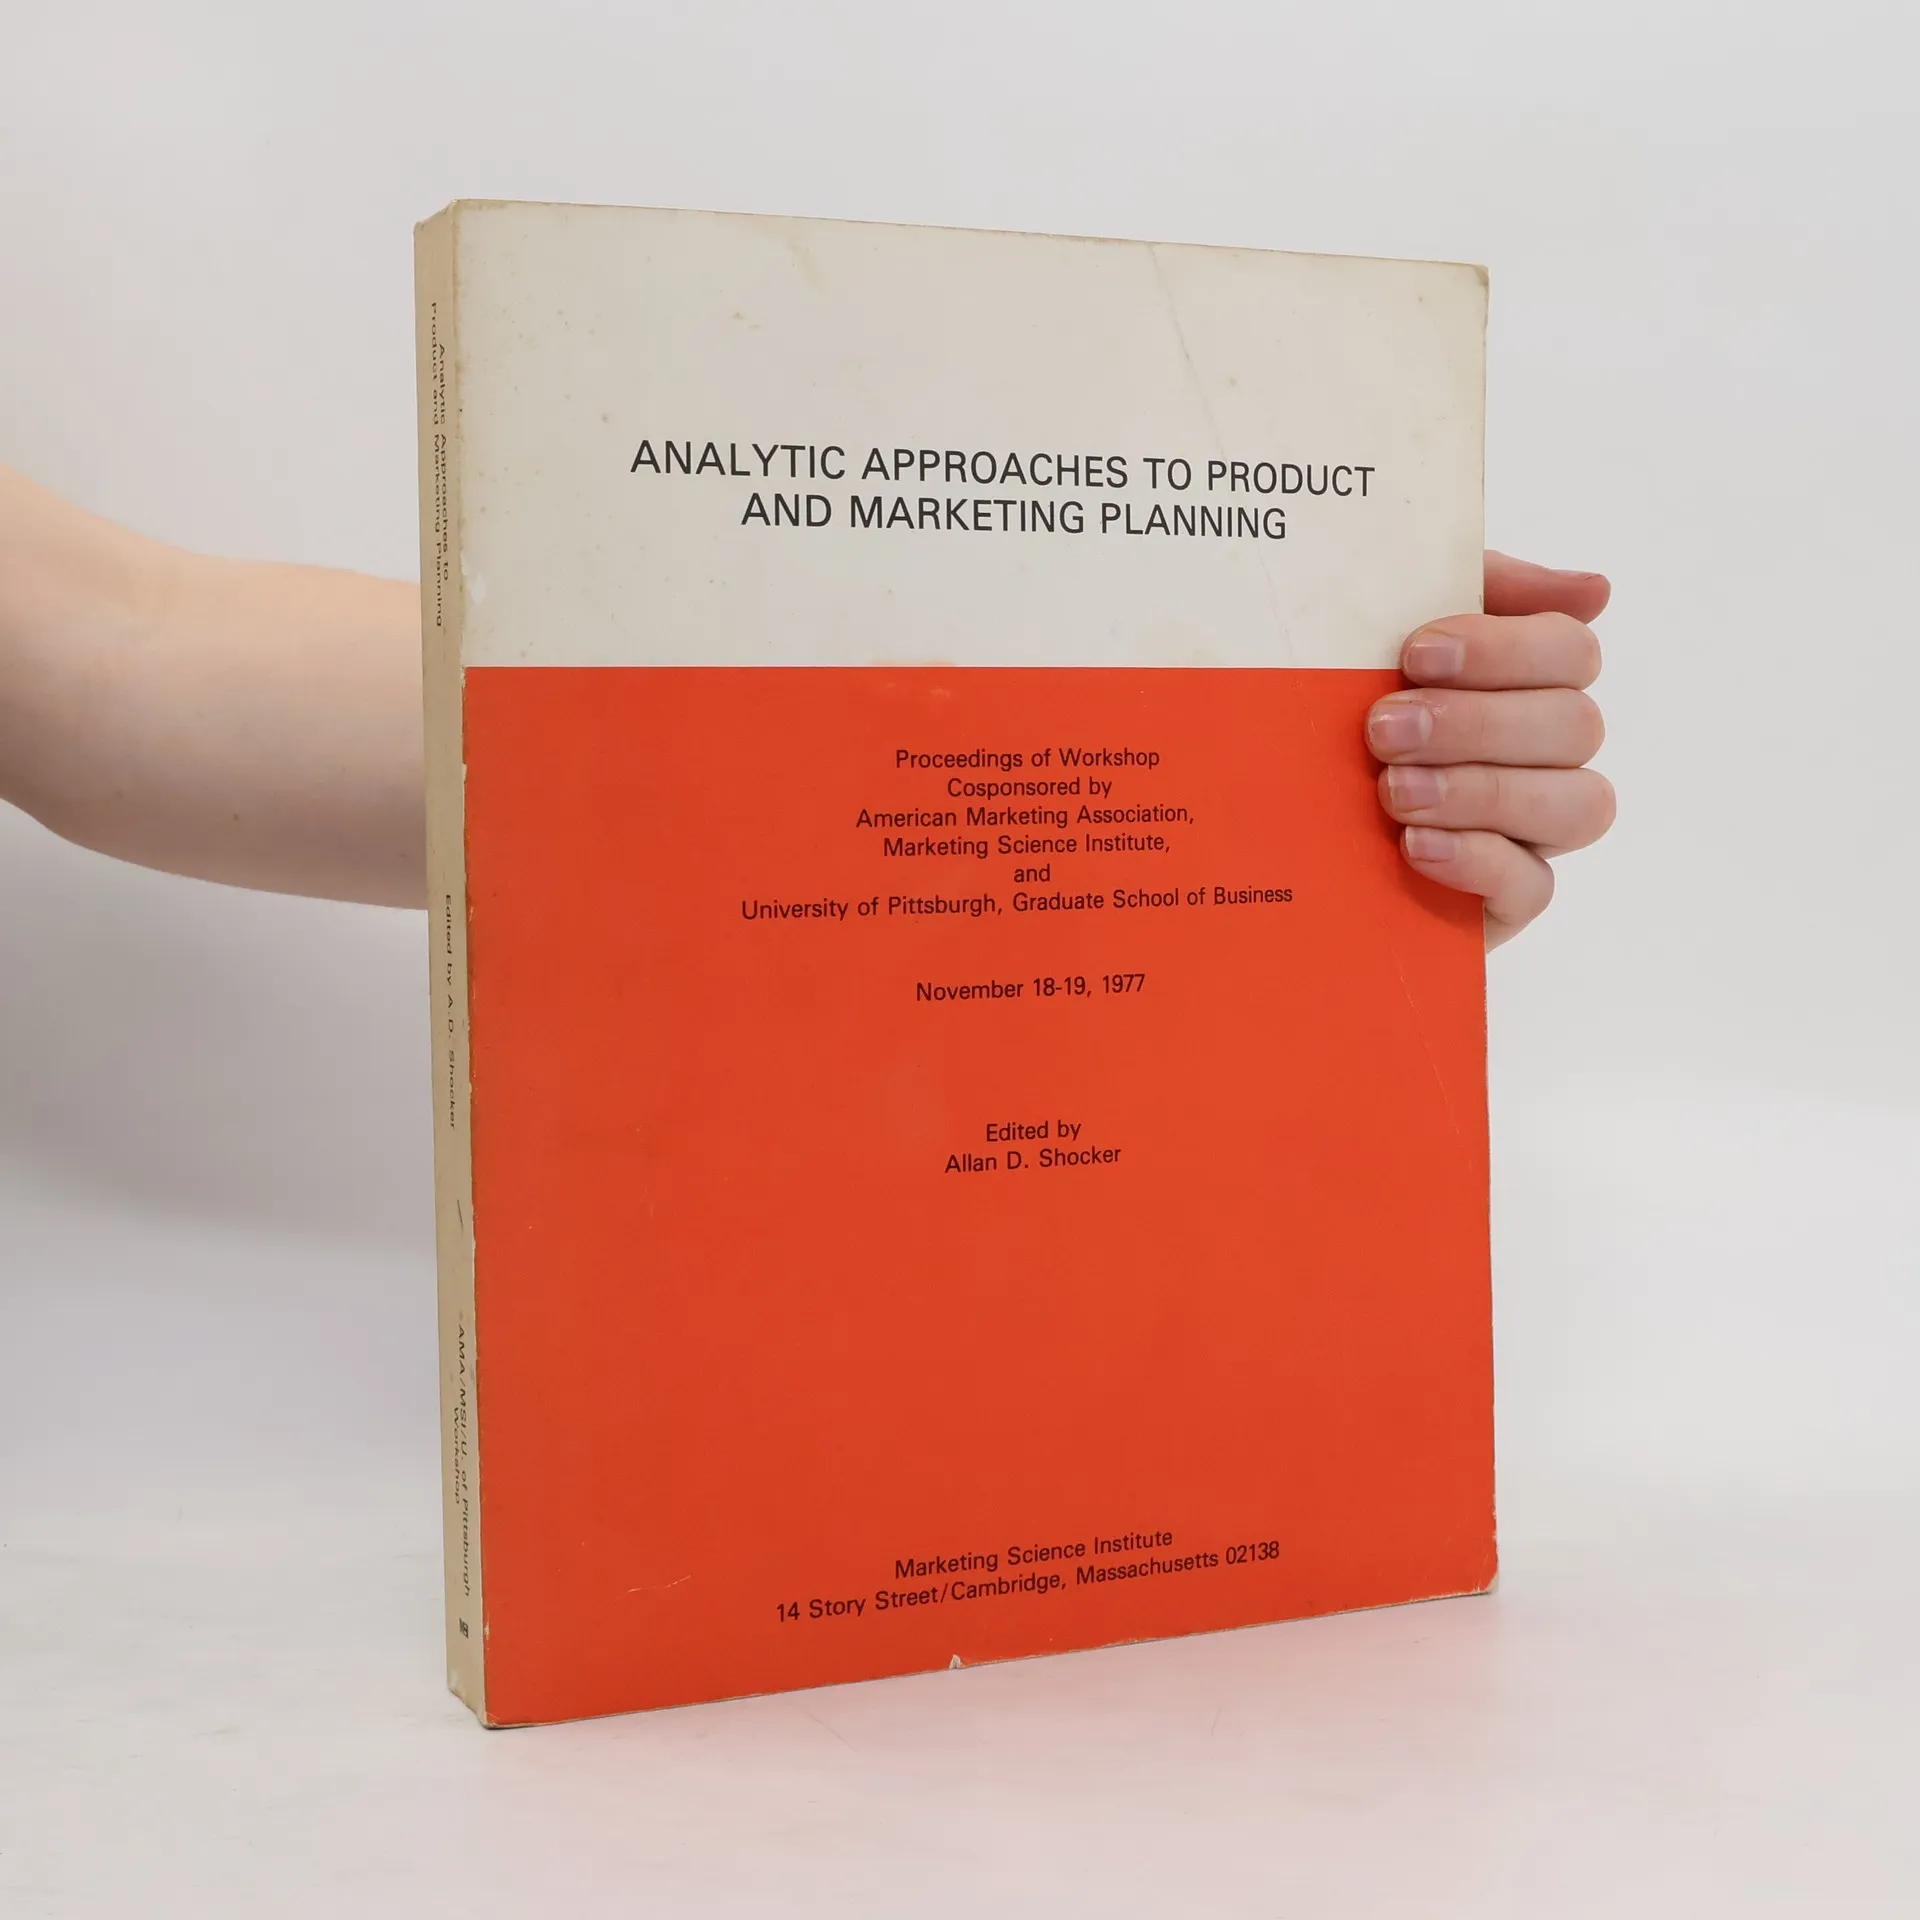 ANALYTIC APPROACHES TO PRODUCT
AND MARKETING PLANNING
Proceedings of Workshop
Cosponsored by
American Marketing Association,
Marketing Science Institute,
and
University of Pittsburgh, Graduate School of Business
November 18-19, 1977
Edited by
Allan D. Shocker
Marketing Science Institute
14 Story Street/Cambridge, Massachusetts 02138
Analytic Approaches to
Product and Marketing Planning
Edited by A.D. Shocker
AMA/MSI/U. of Pittsburgh
Workshop